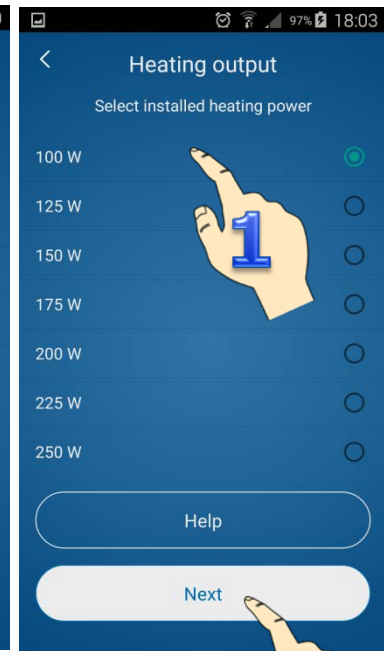 97% 18:03
Heating output
Select installed heating power
100 W
125 W
1
150 W
175 W
200 W
225 W
250 W
Help
Next